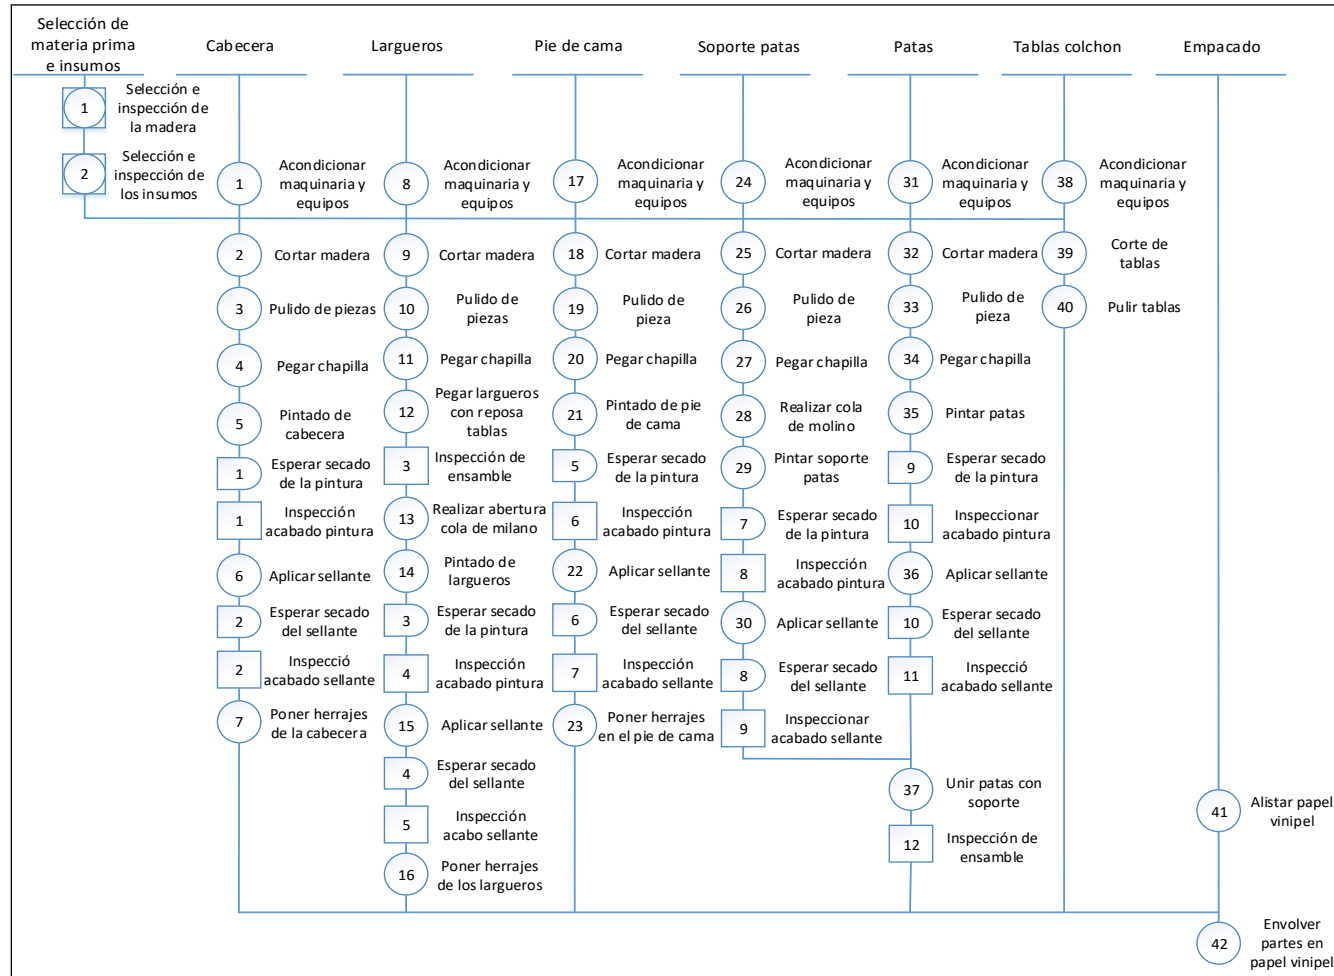 Selección de
materia prima
e insumos
Cabecera
Largueros
Pie de cama
Soporte patas
Patas
Tablas colchon
Empacado
1
Selección e
inspección de
la madera
2
Selección e
inspección de
los insumos
1
Acondicionar
maquinaria y
equipos
2
Cortar madera
3
Pulido de piezas
4
Pegar chapilla
5
Pintado de
cabecera
1
Esperar secado
de la pintura
1
Inspección
acabado pintura
6
Aplicar sellante
2
Esperar secado
del sellante
2
Inspecció
acabado sellante
7
Poner herrajes
de la cabecera
8
Acondicionar
maquinaria y
equipos
9
Cortar madera
10
Pulido de
piezas
11
Pegar chapilla
12
Pegar largueros
con reposa
tablas
3
Inspección de
ensamble
13
Realizar abertura
cola de milano
14
Pintado de
largueros
3
Esperar secado
de la pintura
4
Inspección
acabado pintura
15
Aplicar sellante
4
Esperar secado
del sellante
5
Inspección
acabo sellante
16
Poner herrajes
de los largueros
17
Acondicionar
maquinaria y
equipos
18
Cortar madera
19
Pulido de
pieza
20
Pegar chapilla
21
Pintado de pie
de cama
5
Esperar secado
de la pintura
6
Inspección
acabado pintura
22
Aplicar sellante
6
Esperar secado
del sellante
7
Inspección
acabado sellante
23
Poner herrajes
en el pie de cama
24
Acondicionar
maquinaria y
equipos
25
Cortar madera
26
Pulido de
pieza
27
Pegar chapilla
28
Realizar cola
de molino
29
Pintar soporte
patas
7
Esperar secado
de la pintura
8
Inspección
acabado pintura
30
Aplicar sellante
8
Esperar secado
del sellante
9
Inspeccionar
acabado sellante
31
Acondicionar
maquinaria y
equipos
32
Cortar madera
33
Pulido de
pieza
34
Pegar chapilla
35
Pintar patas
9
Esperar secado
de la pintura
10
Inspeccionar
acabado pintura
36
Aplicar sellante
10
Esperar secado
del sellante
11
Inspecció
acabado sellante
37
Unir patas con
soporte
12
Inspección de
ensamble
38
Acondicionar
maquinaria y
equipos
39
Corte de
tablas
40
Pulir tablas
41
Alistar papel
vinipel
42
Envolver
partes en
papel vinipel